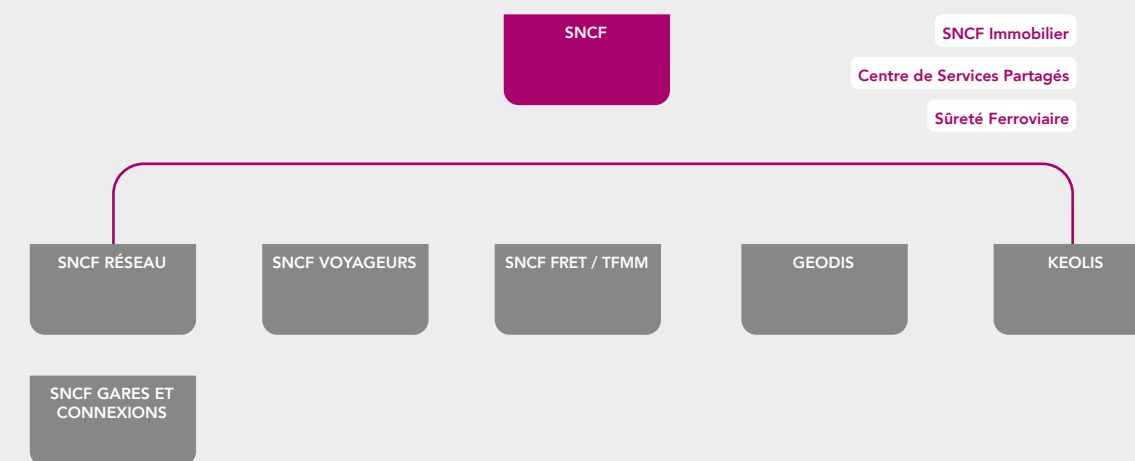 SNCF
SNCF Immobilier
Centre de Services Partagés
Sûreté Ferroviaire
SNCF RÉSEAU
SNCF VOYAGEURS
SNCF FRET / TFMM
GEODIS
KEOLIS
SNCF GARES ET
CONNEXIONS